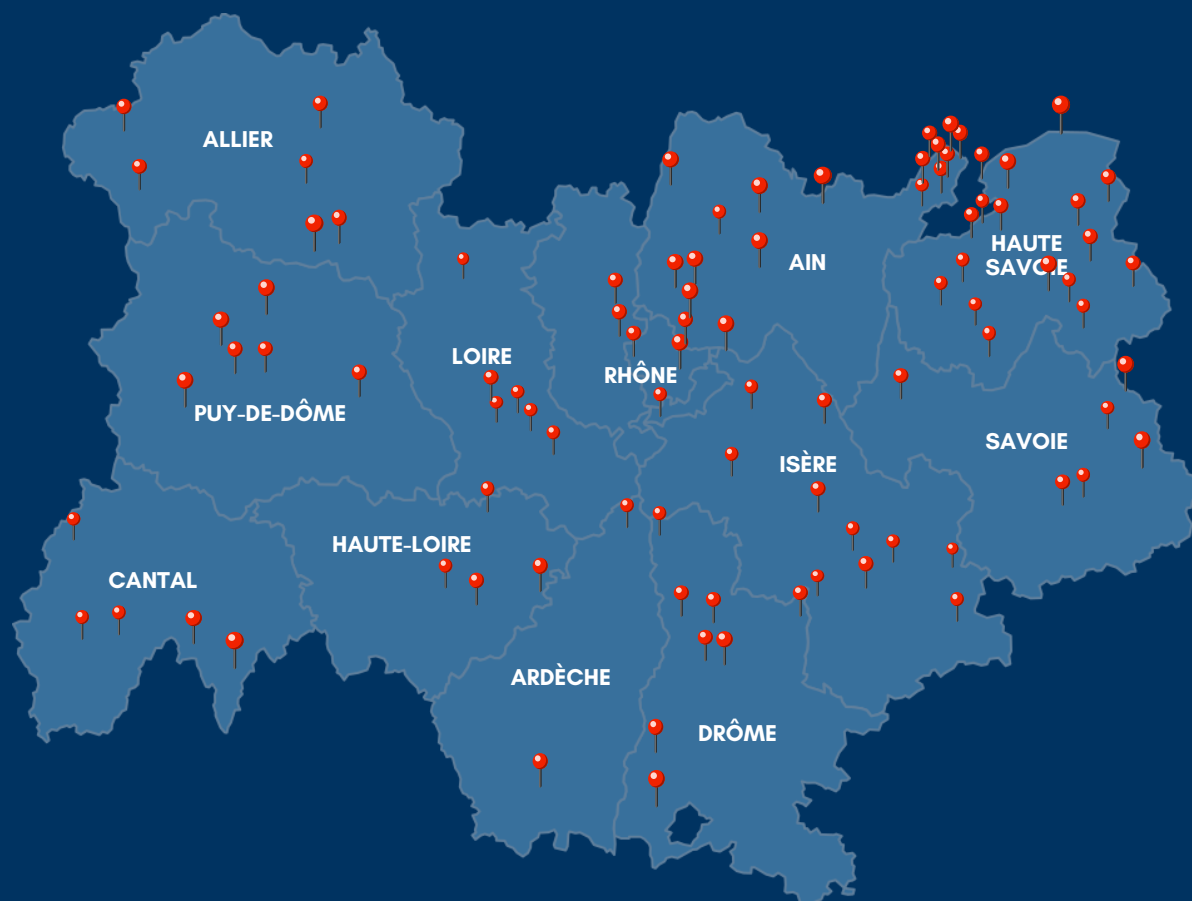 ALLIER
HAUTE
SAVOIE
AIN
LOIRE
RHÔNE
PUY-DE-DÔME
SAVOIE
ISÈRE
HAUTE-LOIRE
CANTAL
ARDÈCHE
DRÔME